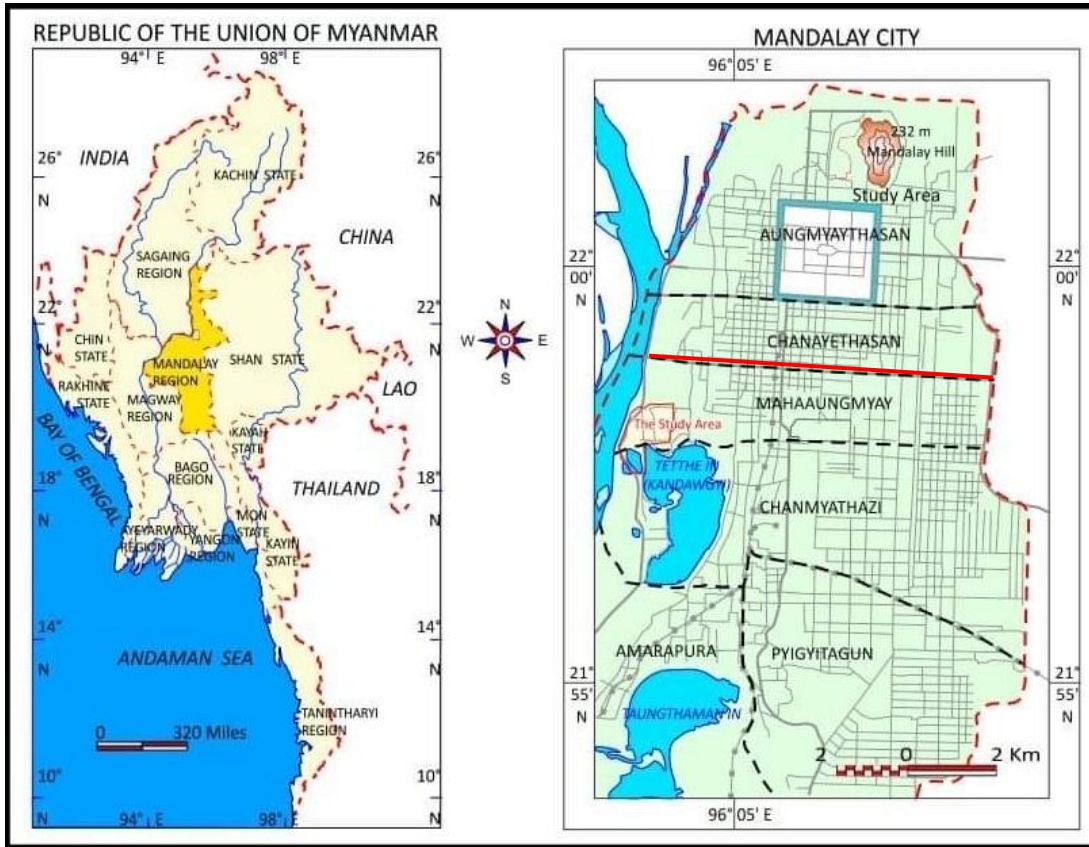 REPUBLIC OF THE UNION OF MYANMAR
94° E
98° E
26°
N
INDIA
26°
N
KACHIN STATE
CHINA
SAGAING
REGION
22°
N
22°
N
CHIN
STATE
SHAN STATE
MANDALAY
REGION
LAO
RAKHINE
STATE
MAGWAY
REGION
KAYAH
STATE
BAY OF BENGAL
BAGO
REGION
THAILAND
18°
N
18°
N
MON
STATE
AYEYARWADY
REGION
YANGON
REGION
KAYIN
STATE
14°
N
14°
N
ANDAMAN SEA
TANINTHARYI
REGION
0 320 Miles
10°
N
10°
N
94° E
98° E
N
W E
S
MANDALAY CITY
96° 05' E
232 m
Mandalay Hill
Study Area
AUNGMYAYTHASAN
22°
00'
N
22°
00'
N
CHANAYETHASAN
MAHAAUNGMYAY
The Study Area
TETTHE IN
(KANDAWGYI)
CHANMYATHAZI
AMARAPURA
PYIGYITAGUN
21°
55'
N
21°
55'
N
TAUNGTHAMAN IN
2 0 2 Km
96° 05' E